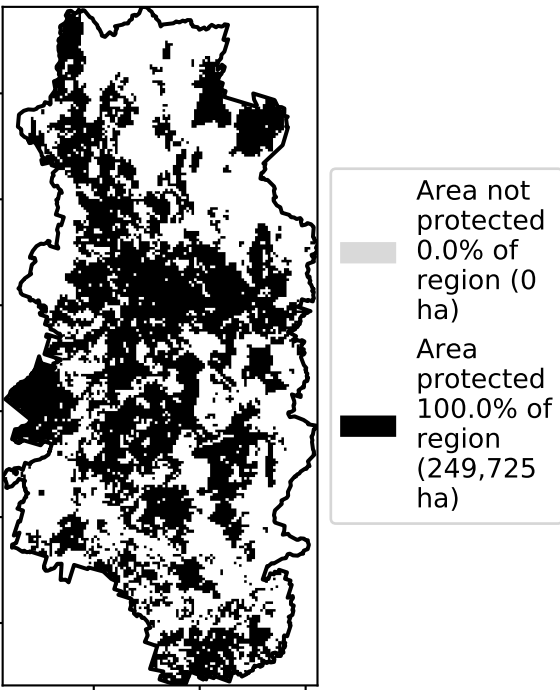 Area not
protected
0.0% of
region (0
ha)
Area
protected
100.0% of
region
(249,725
ha)